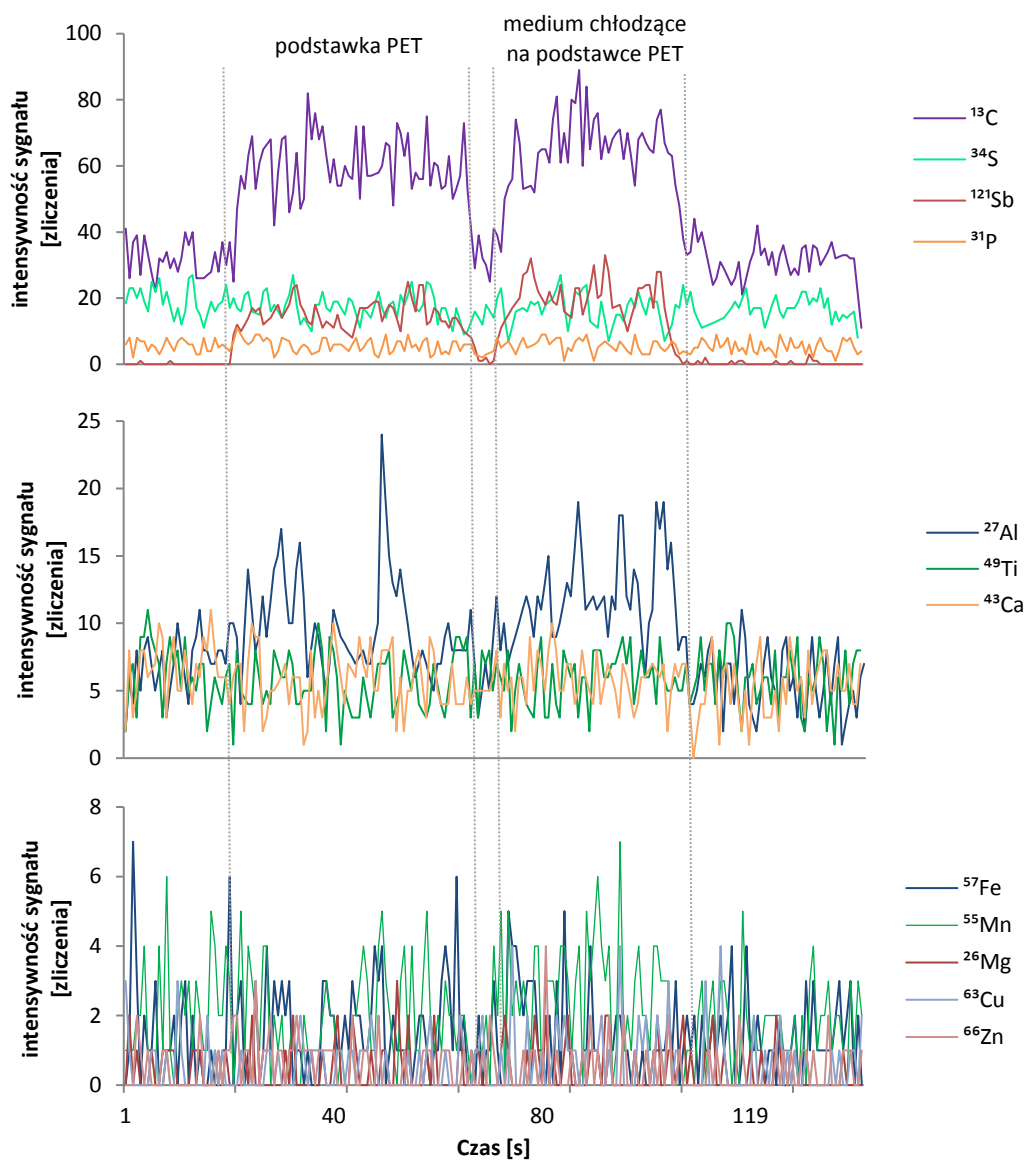 podstawka PET
medium chłodzące
na podstawce PET
intensywność sygnału
[zliczenia]
100
80
60
40
20
0
¹³C
³⁴S
¹²¹Sb
³¹P
intensywność sygnału
[zliczenia]
25
20
15
10
5
0
²⁷Al
⁴⁹Ti
⁴³Ca
intensywność sygnału
[zliczenia]
8
6
4
2
0
⁵⁷Fe
⁵⁵Mn
²⁶Mg
⁶³Cu
⁶⁶Zn
1 40 80 119
Czas [s]